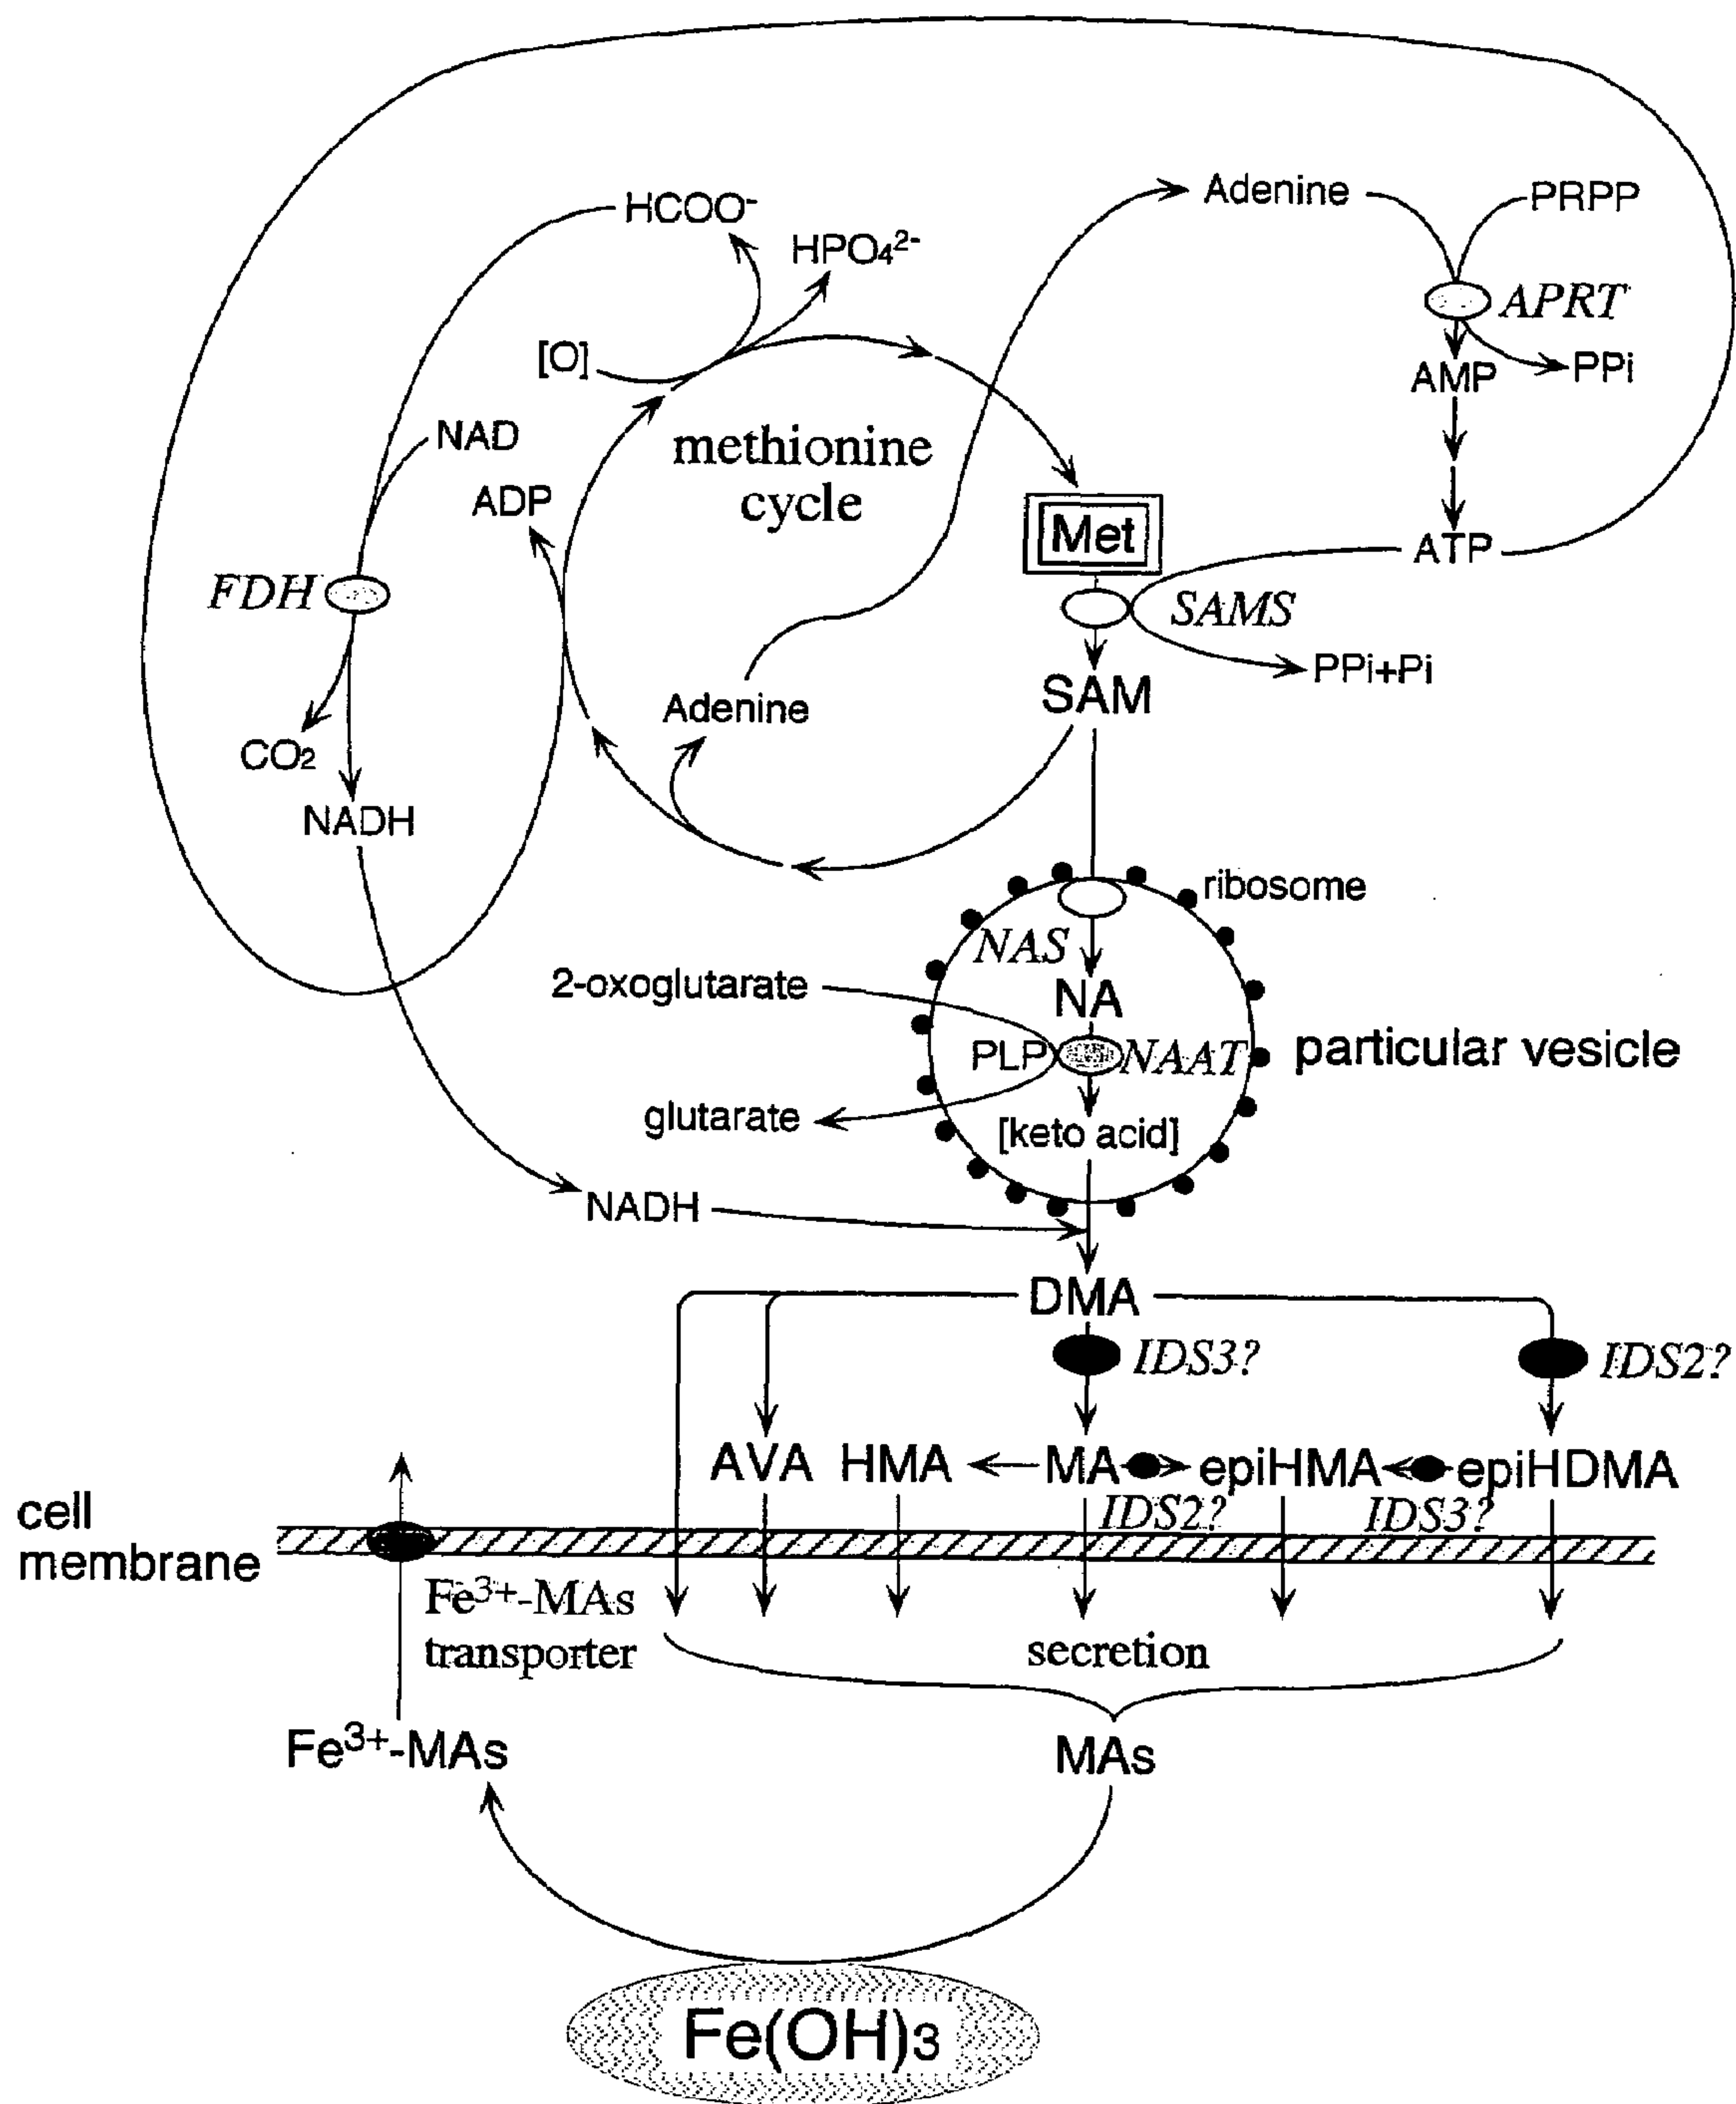 HCOO⁻
HPO₄²⁻
Adenine
PRPP
APRT
[O]
AMP
PPi
NAD
methionine
cycle
ADP
Met
ATP
FDH
SAMS
PPi+Pi
SAM
Adenine
CO₂
NADH
ribosome
NAS
2-oxoglutarate
NA
PLP
NAAT
particular vesicle
glutarate
[keto acid]
NADH
DMA
IDS3?
IDS2?
AVA
HMA
MA
epiHMA
epiHDMA
IDS2?
IDS3?
cell
membrane
Fe³⁺-MAs
transporter
secretion
Fe³⁺-MAs
MAs
Fe(OH)₃